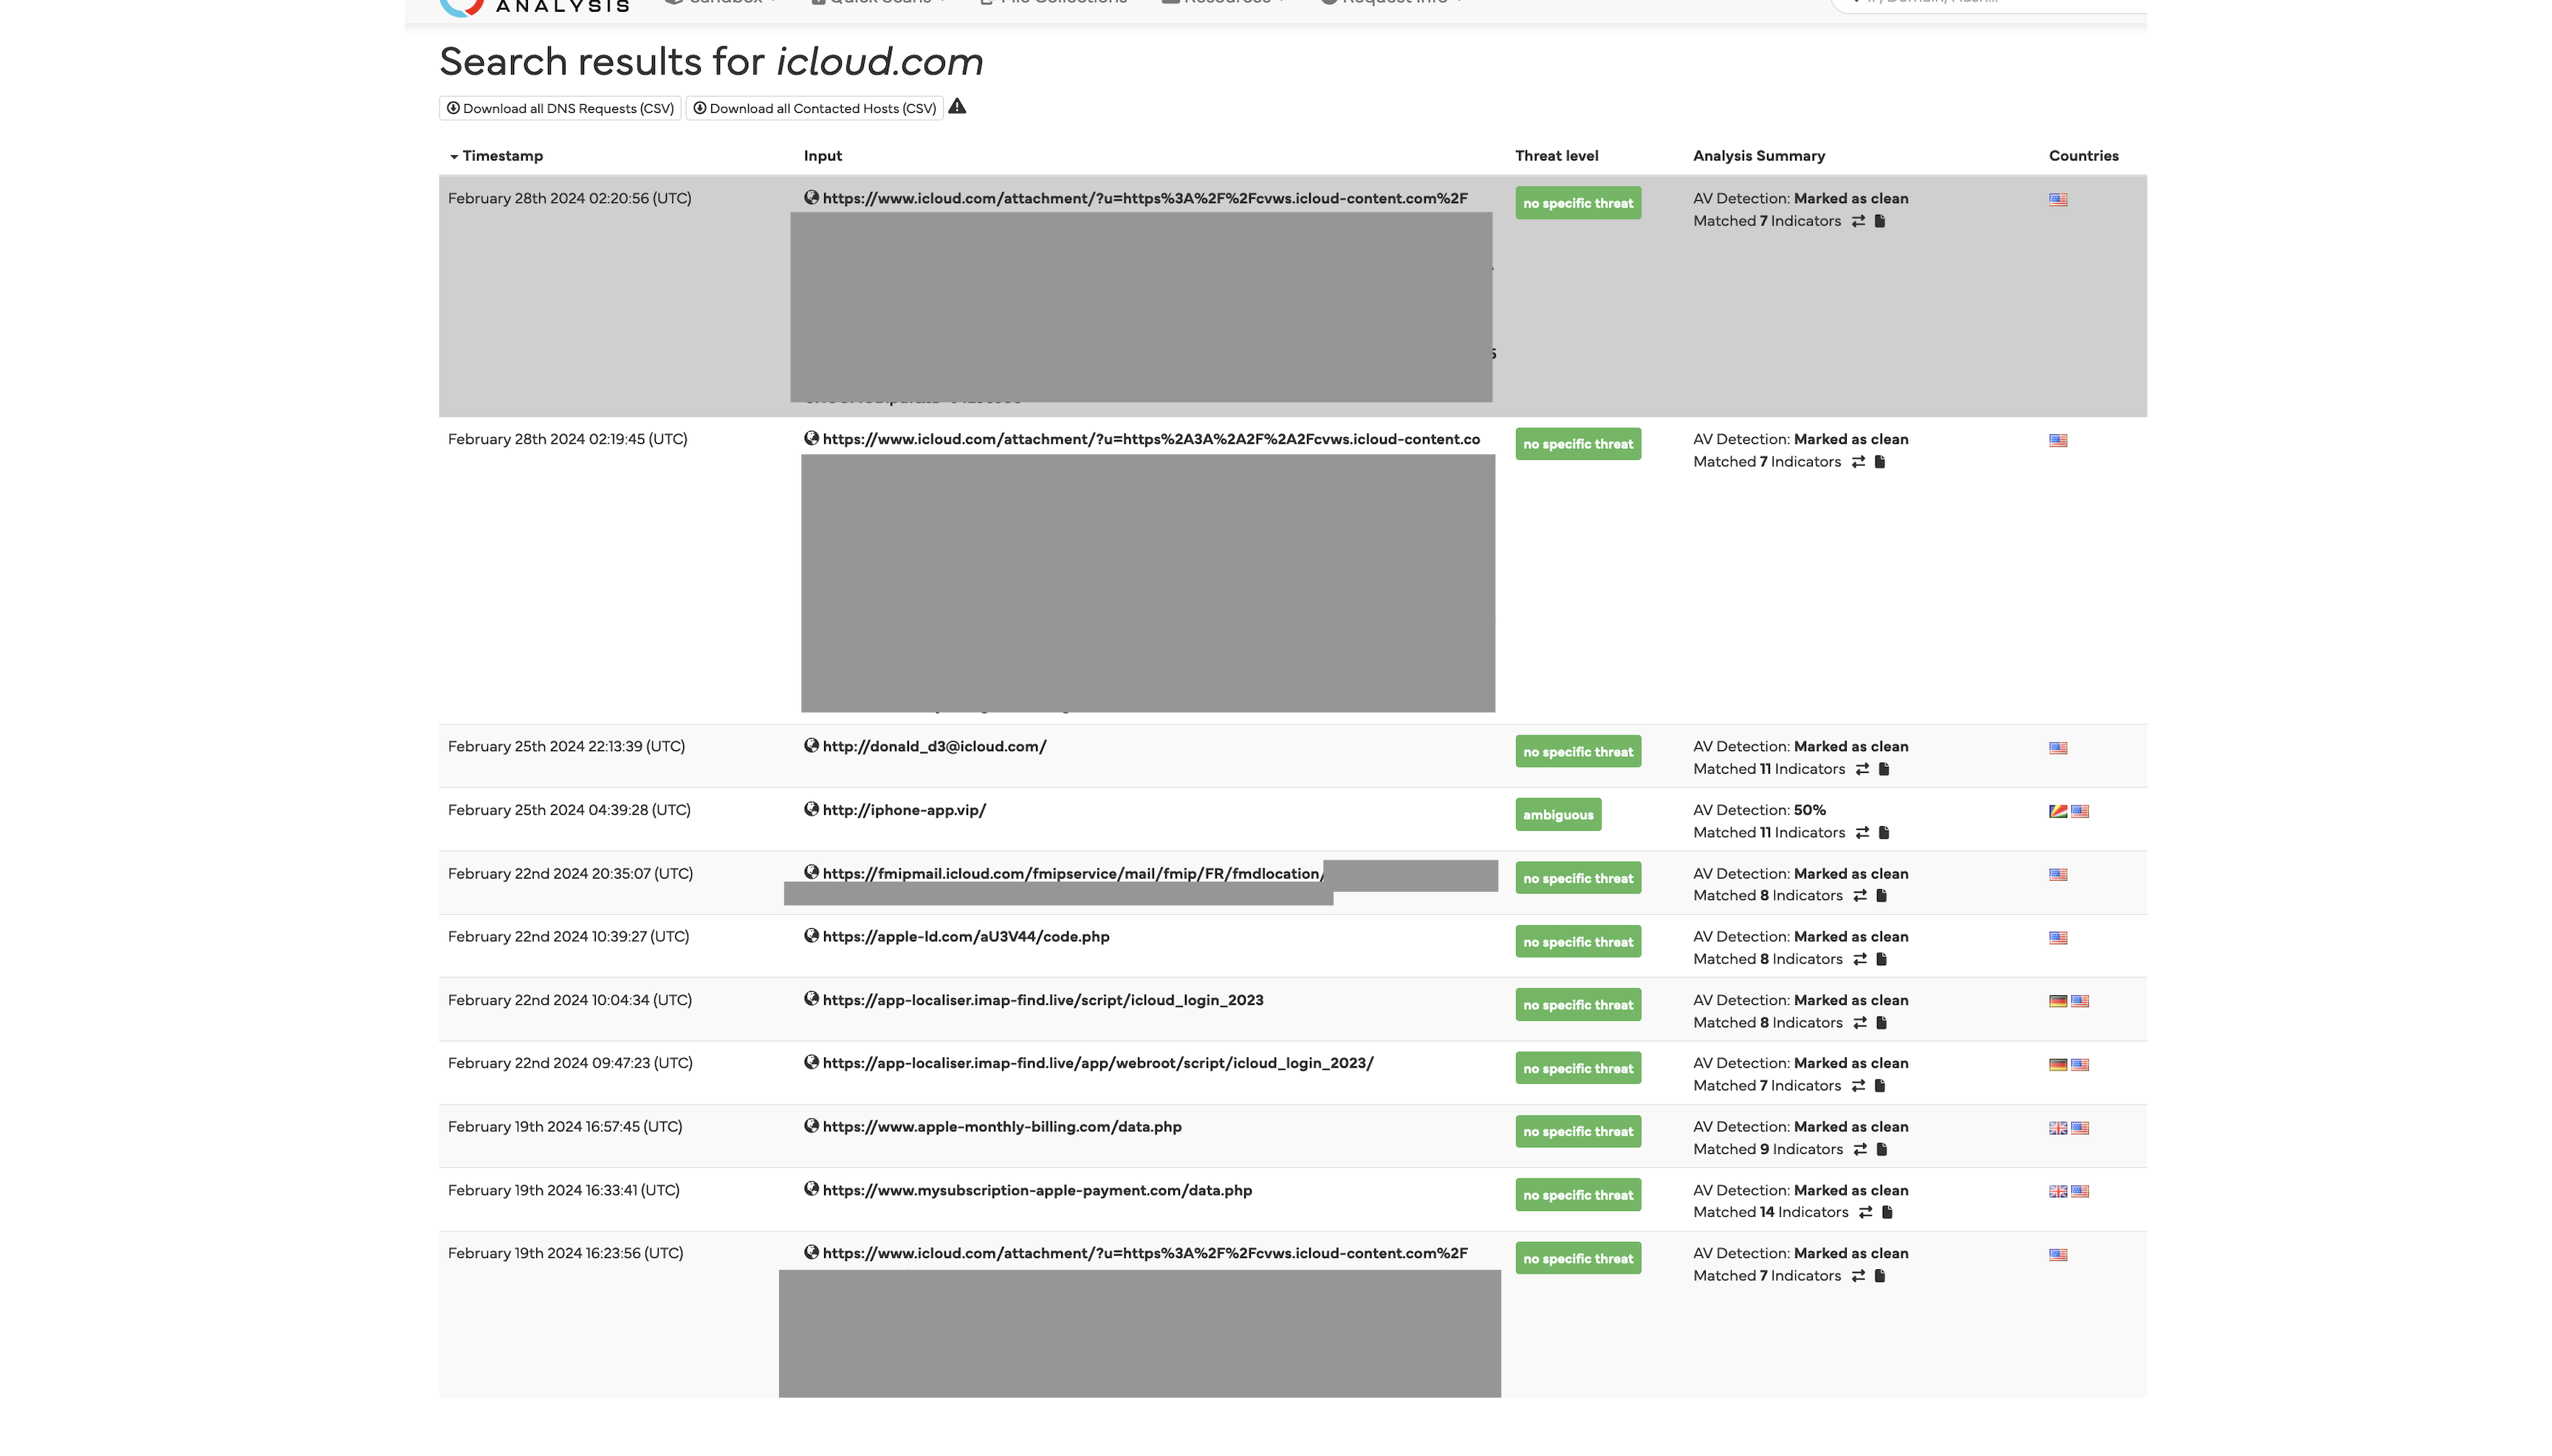 ANALYSIS Sandbox Quick Scans File Collections Resources Request Info IP, Domain, Hash...
Search results for icloud.com
Download all DNS Requests (CSV) Download all Contacted Hosts (CSV)
Timestamp Input Threat level Analysis Summary Countries
February 28th 2024 02:20:56 (UTC) https://www.icloud.com/attachment/?u=https%3A%2F%2Fcvws.icloud-content.com%2F no specific threat AV Detection: Marked as clean
Matched 7 Indicators
February 28th 2024 02:19:45 (UTC) https://www.icloud.com/attachment/?u=https%2A3A%2A2F%2A2Fcvws.icloud-content.co no specific threat AV Detection: Marked as clean
Matched 7 Indicators
February 25th 2024 22:13:39 (UTC) http://donald_d3@icloud.com/ no specific threat AV Detection: Marked as clean
Matched 11 Indicators
February 25th 2024 04:39:28 (UTC) http://iphone-app.vip/ ambiguous AV Detection: 50%
Matched 11 Indicators
February 22nd 2024 20:35:07 (UTC) https://fmipmail.icloud.com/fmipservice/mail/fmip/FR/fmdlocation/ no specific threat AV Detection: Marked as clean
Matched 8 Indicators
February 22nd 2024 10:39:27 (UTC) https://apple-ld.com/aU3V44/code.php no specific threat AV Detection: Marked as clean
Matched 8 Indicators
February 22nd 2024 10:04:34 (UTC) https://app-localiser.imap-find.live/script/icloud_login_2023 no specific threat AV Detection: Marked as clean
Matched 8 Indicators
February 22nd 2024 09:47:23 (UTC) https://app-localiser.imap-find.live/app/webroot/script/icloud_login_2023/ no specific threat AV Detection: Marked as clean
Matched 7 Indicators
February 19th 2024 16:57:45 (UTC) https://www.apple-monthly-billing.com/data.php no specific threat AV Detection: Marked as clean
Matched 9 Indicators
February 19th 2024 16:33:41 (UTC) https://www.mysubscription-apple-payment.com/data.php no specific threat AV Detection: Marked as clean
Matched 14 Indicators
February 19th 2024 16:23:56 (UTC) https://www.icloud.com/attachment/?u=https%3A%2F%2Fcvws.icloud-content.com%2F no specific threat AV Detection: Marked as clean
Matched 7 Indicators